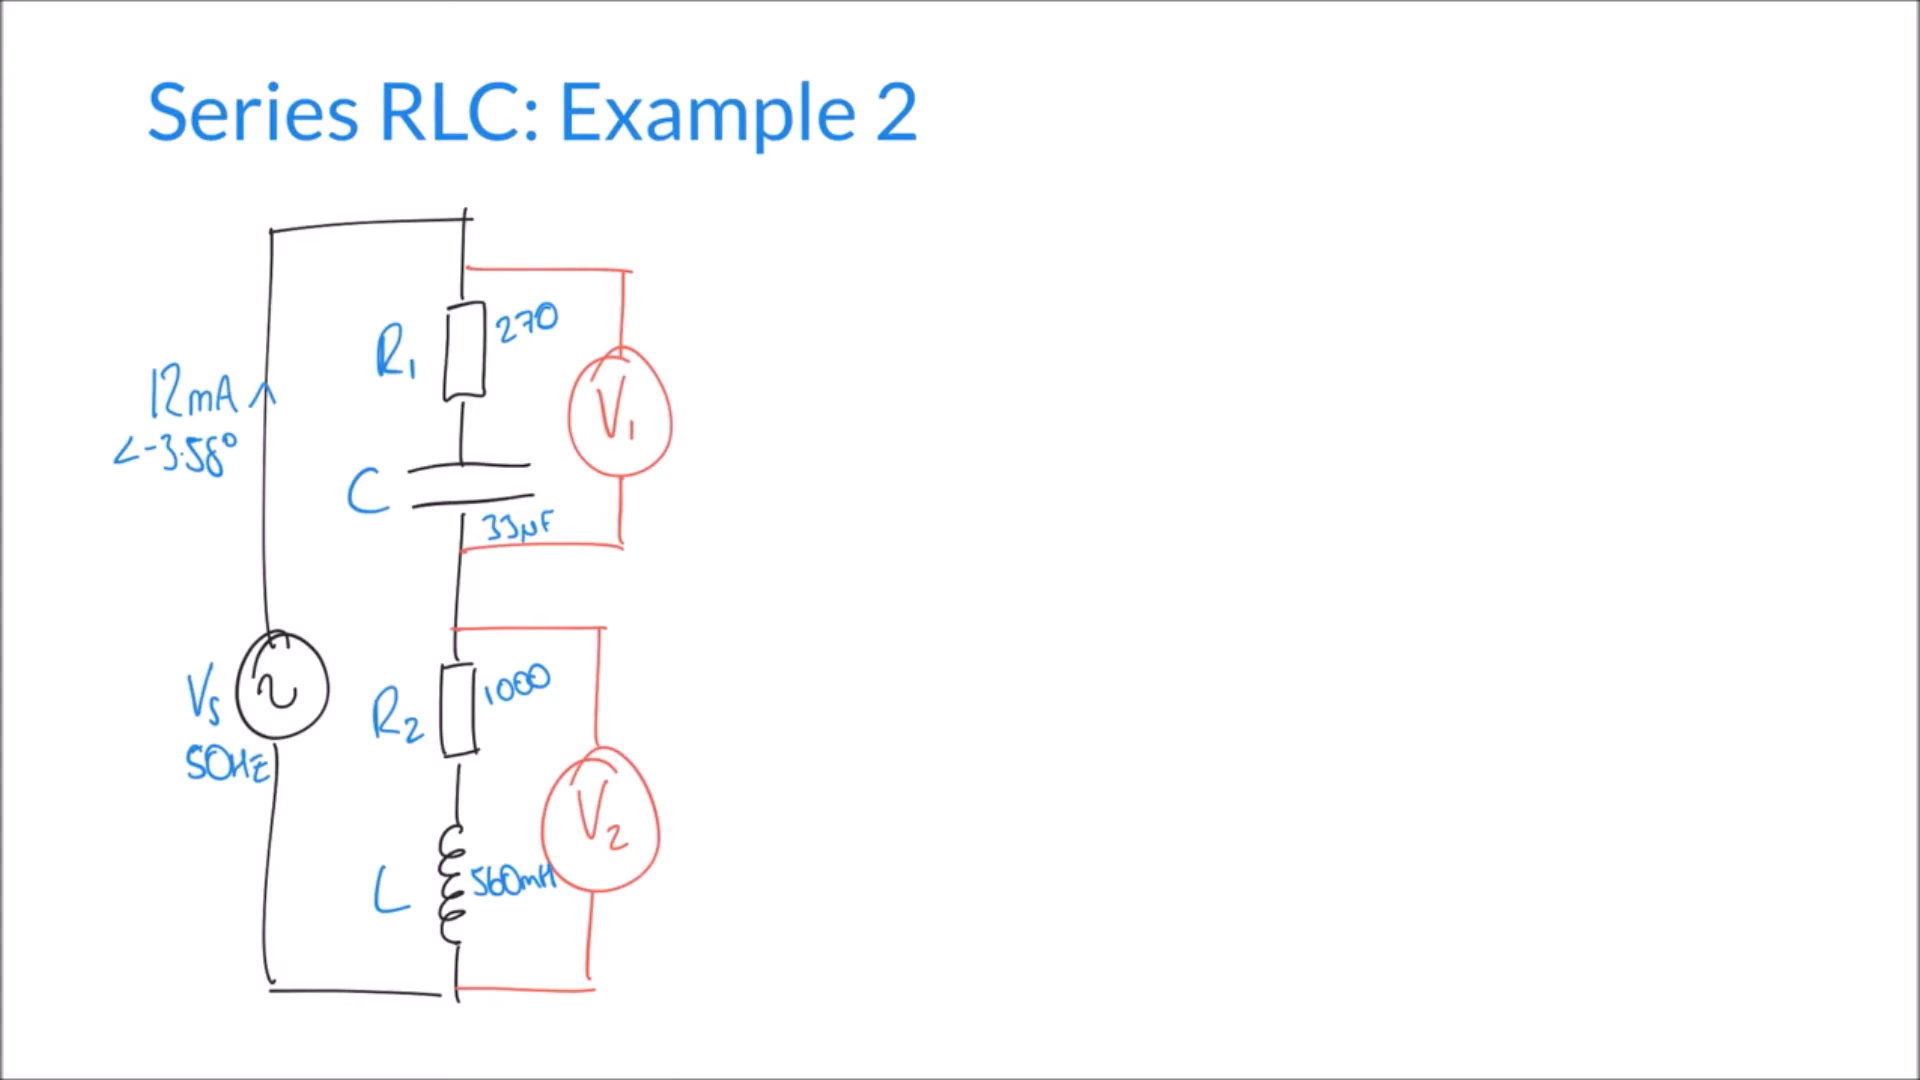 Series RLC: Example 2
R₁
270
12mA
<-3.58°
V₁
C
33μF
Vs
50Hz
R₂
1000
V₂
L
560mH